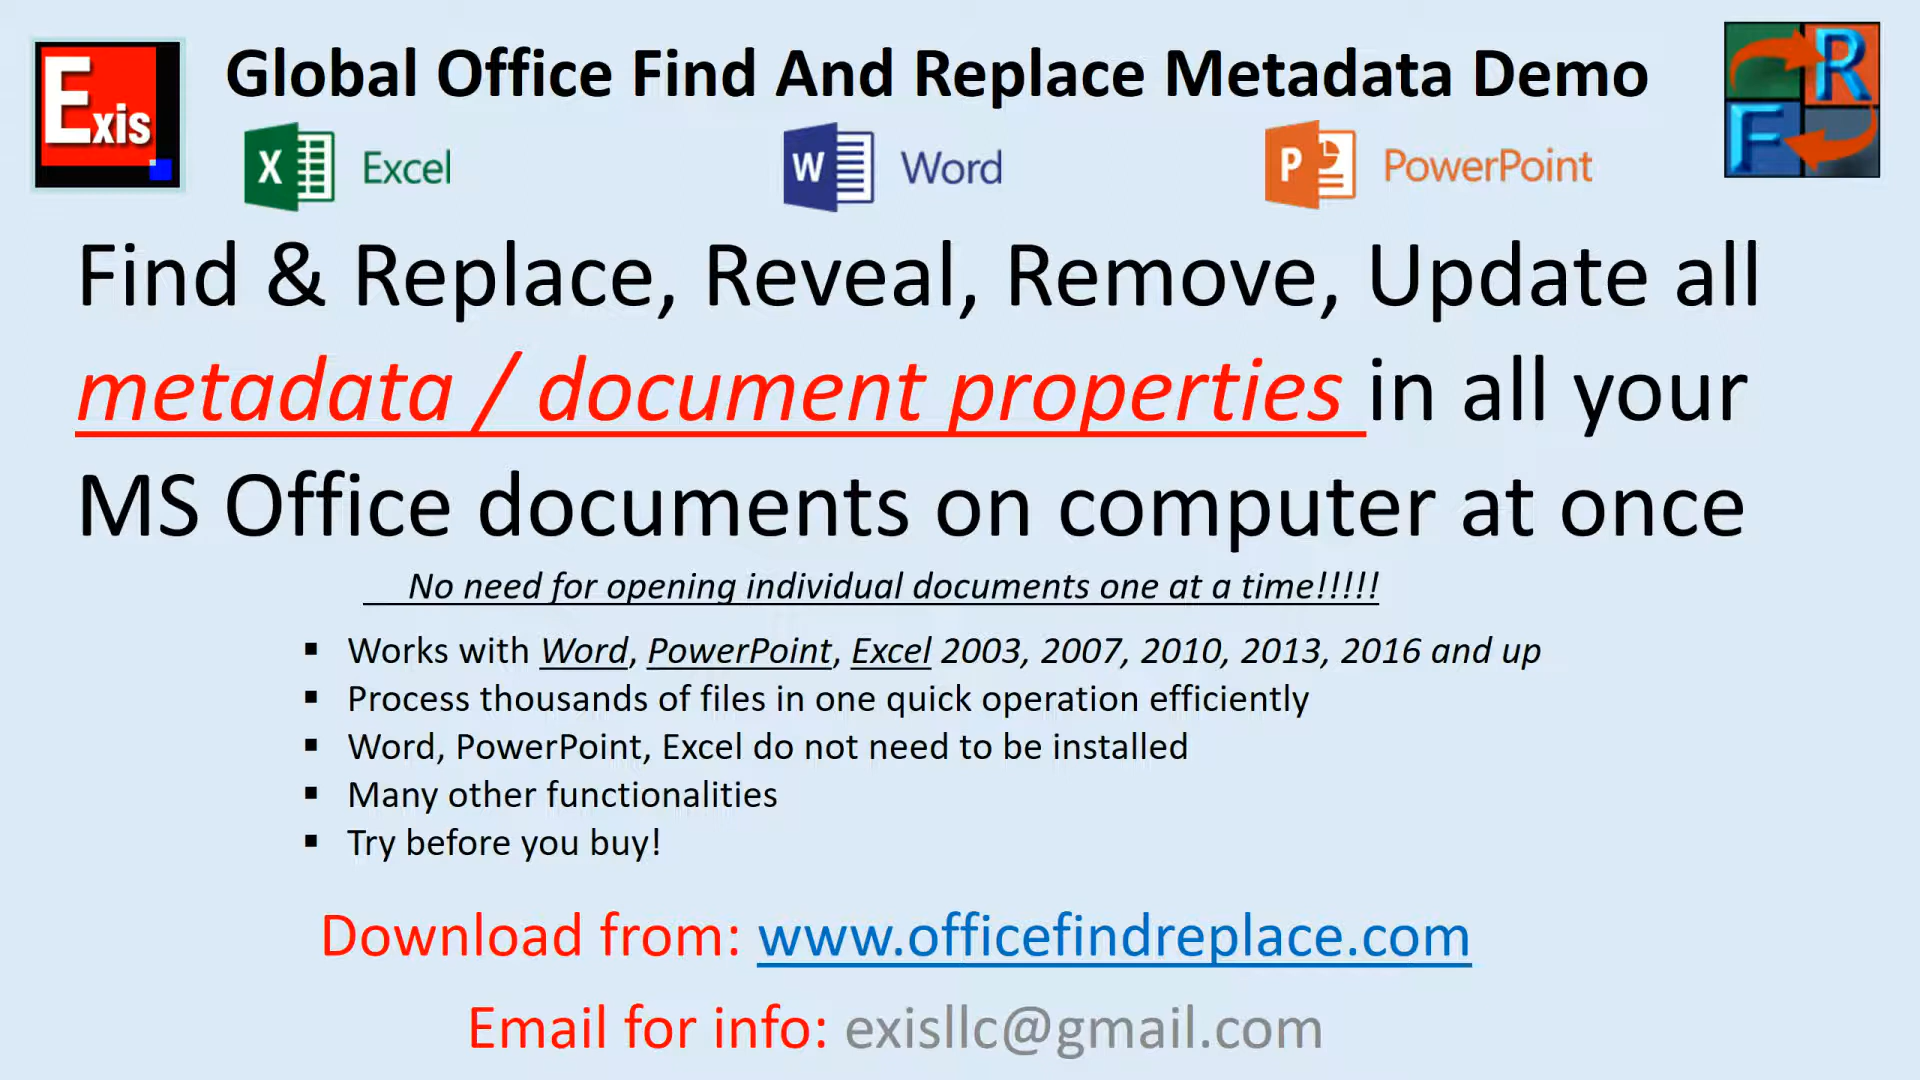 Exis
Global Office Find And Replace Metadata Demo
R
F
X Excel
W Word
P PowerPoint
Find & Replace, Reveal, Remove, Update all
metadata / document properties in all your
MS Office documents on computer at once
No need for opening individual documents one at a time!!!!!
▪ Works with Word, PowerPoint, Excel 2003, 2007, 2010, 2013, 2016 and up
▪ Process thousands of files in one quick operation efficiently
▪ Word, PowerPoint, Excel do not need to be installed
▪ Many other functionalities
▪ Try before you buy!
Download from: www.officefindreplace.com
Email for info: exisllc@gmail.com